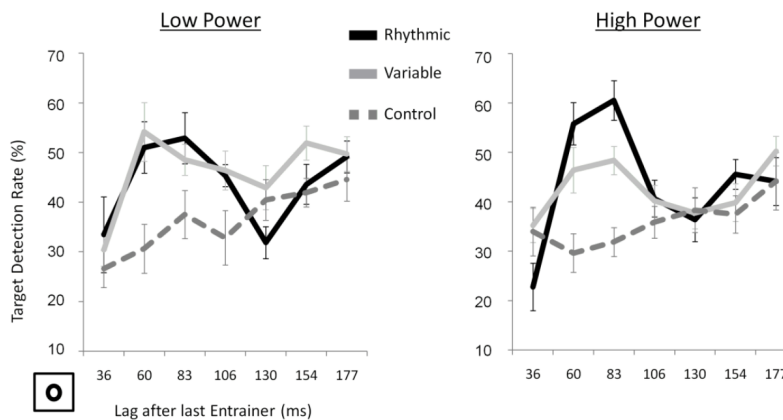 Low Power
High Power
Rhythmic
Variable
Control
Target Detection Rate (%)
70
60
50
40
30
20
10
36 60 83 106 130 154 177
70
60
50
40
30
20
10
36 60 83 106 130 154 177
Lag after last Entrainer (ms)